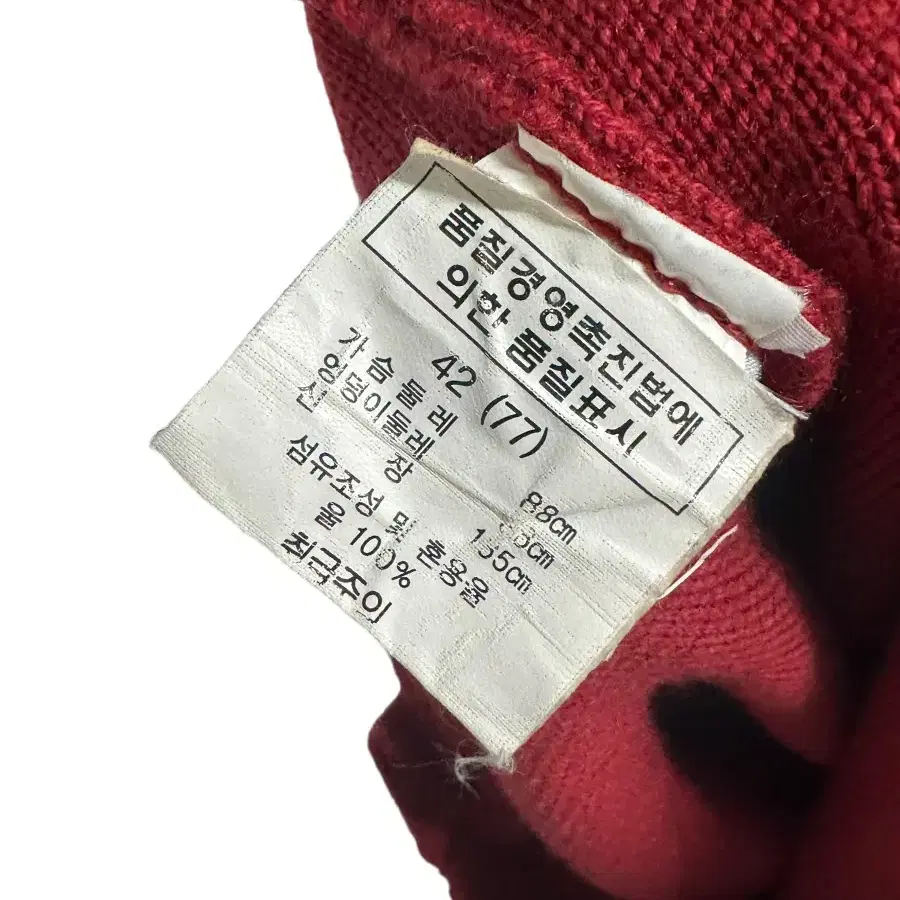 품질경영촉진법에
의한 품질표시
42 (77)
가슴둘레 88cm
엉덩이둘레
신 장 155cm
섬유조성 및 혼용율
울 100%
취급주의